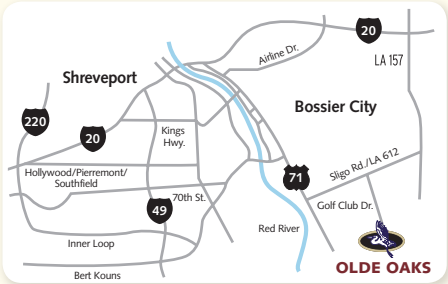 20
Airline Dr.
LA 157
Shreveport
Bossier City
220
20
Kings
Hwy.
Sligo Rd./LA 612
Hollywood/Pierremont/
Southfield
71
70th St.
49
Golf Club Dr.
Red River
Inner Loop
OLDE OAKS
Bert Kouns